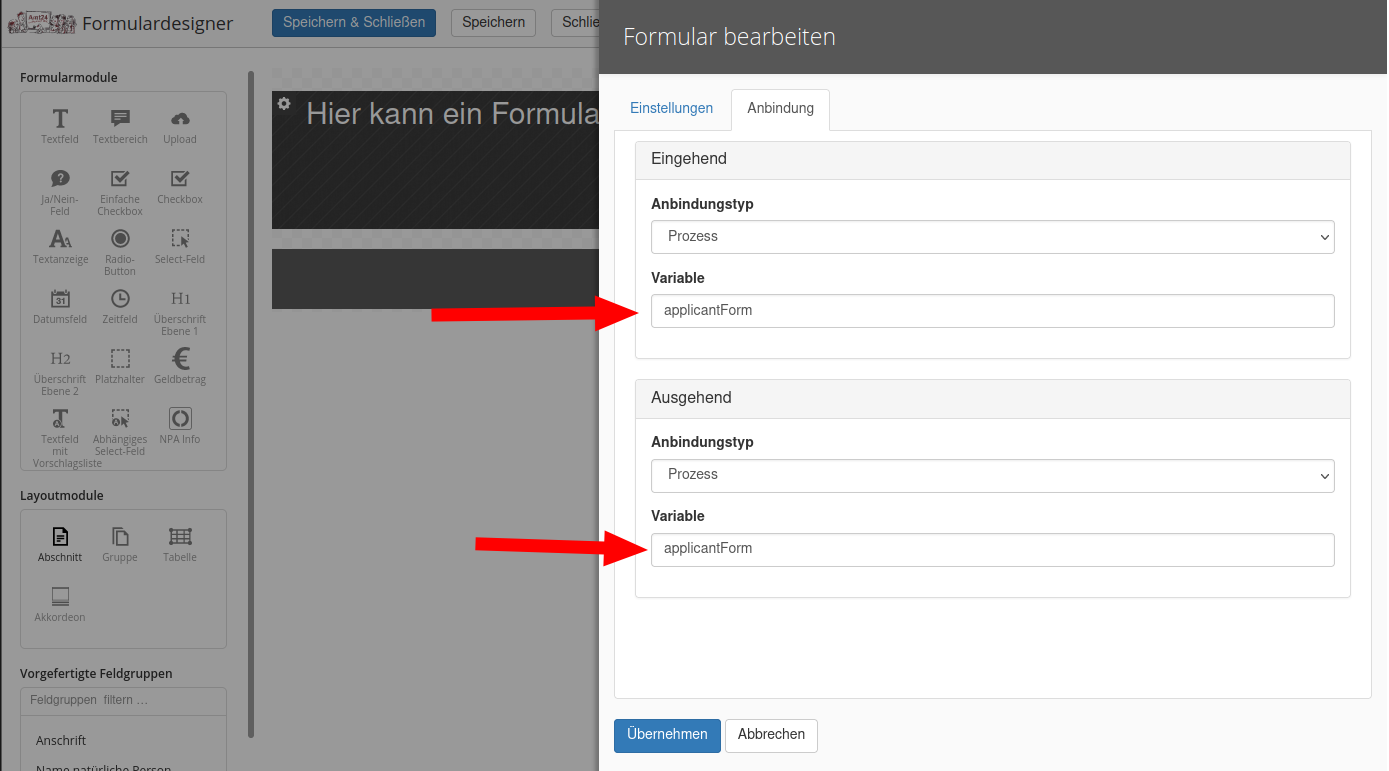 Amt24
Formulardesigner
Speichern & Schließen
Speichern
Schlie
Formularmodule
Textfeld
Textbereich
Upload
Ja/Nein-
Feld
Einfache
Checkbox
Checkbox
Textanzeige
Radio-
Button
Select-Feld
31
Datumsfeld
Zeitfeld
H1
Überschrift
Ebene 1
H2
Überschrift
Ebene 2
Platzhalter
€
Geldbetrag
Textfeld
mit
Vorschlagsliste
Abhängiges
Select-Feld
NPA Info
Layoutmodule
Abschnitt
Gruppe
Tabelle
Akkordeon
Vorgefertigte Feldgruppen
Feldgruppen filtern ...
Anschrift
Name natürliche Person
Hier kann ein Formula
Formular bearbeiten
Einstellungen
Anbindung
Eingehend
Anbindungstyp
Prozess
Variable
applicantForm
Ausgehend
Anbindungstyp
Prozess
Variable
applicantForm
Übernehmen
Abbrechen